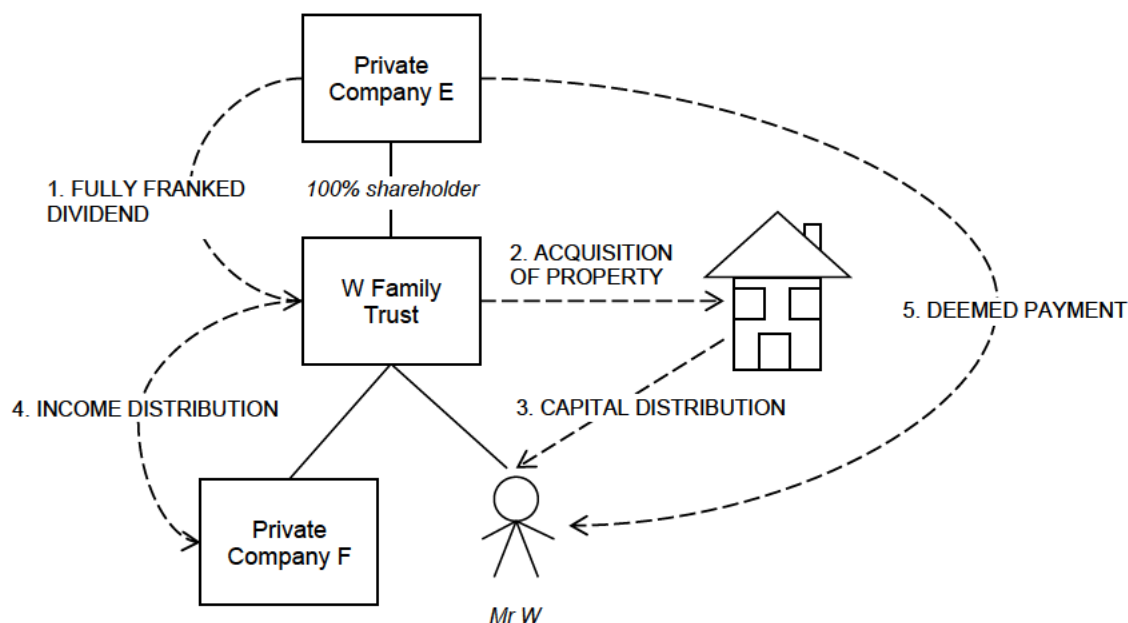 Private
Company E
1. FULLY FRANKED
DIVIDEND
100% shareholder
2. ACQUISITION
OF PROPERTY
W Family
Trust
5. DEEMED PAYMENT
4. INCOME DISTRIBUTION
3. CAPITAL DISTRIBUTION
Private
Company F
Mr W